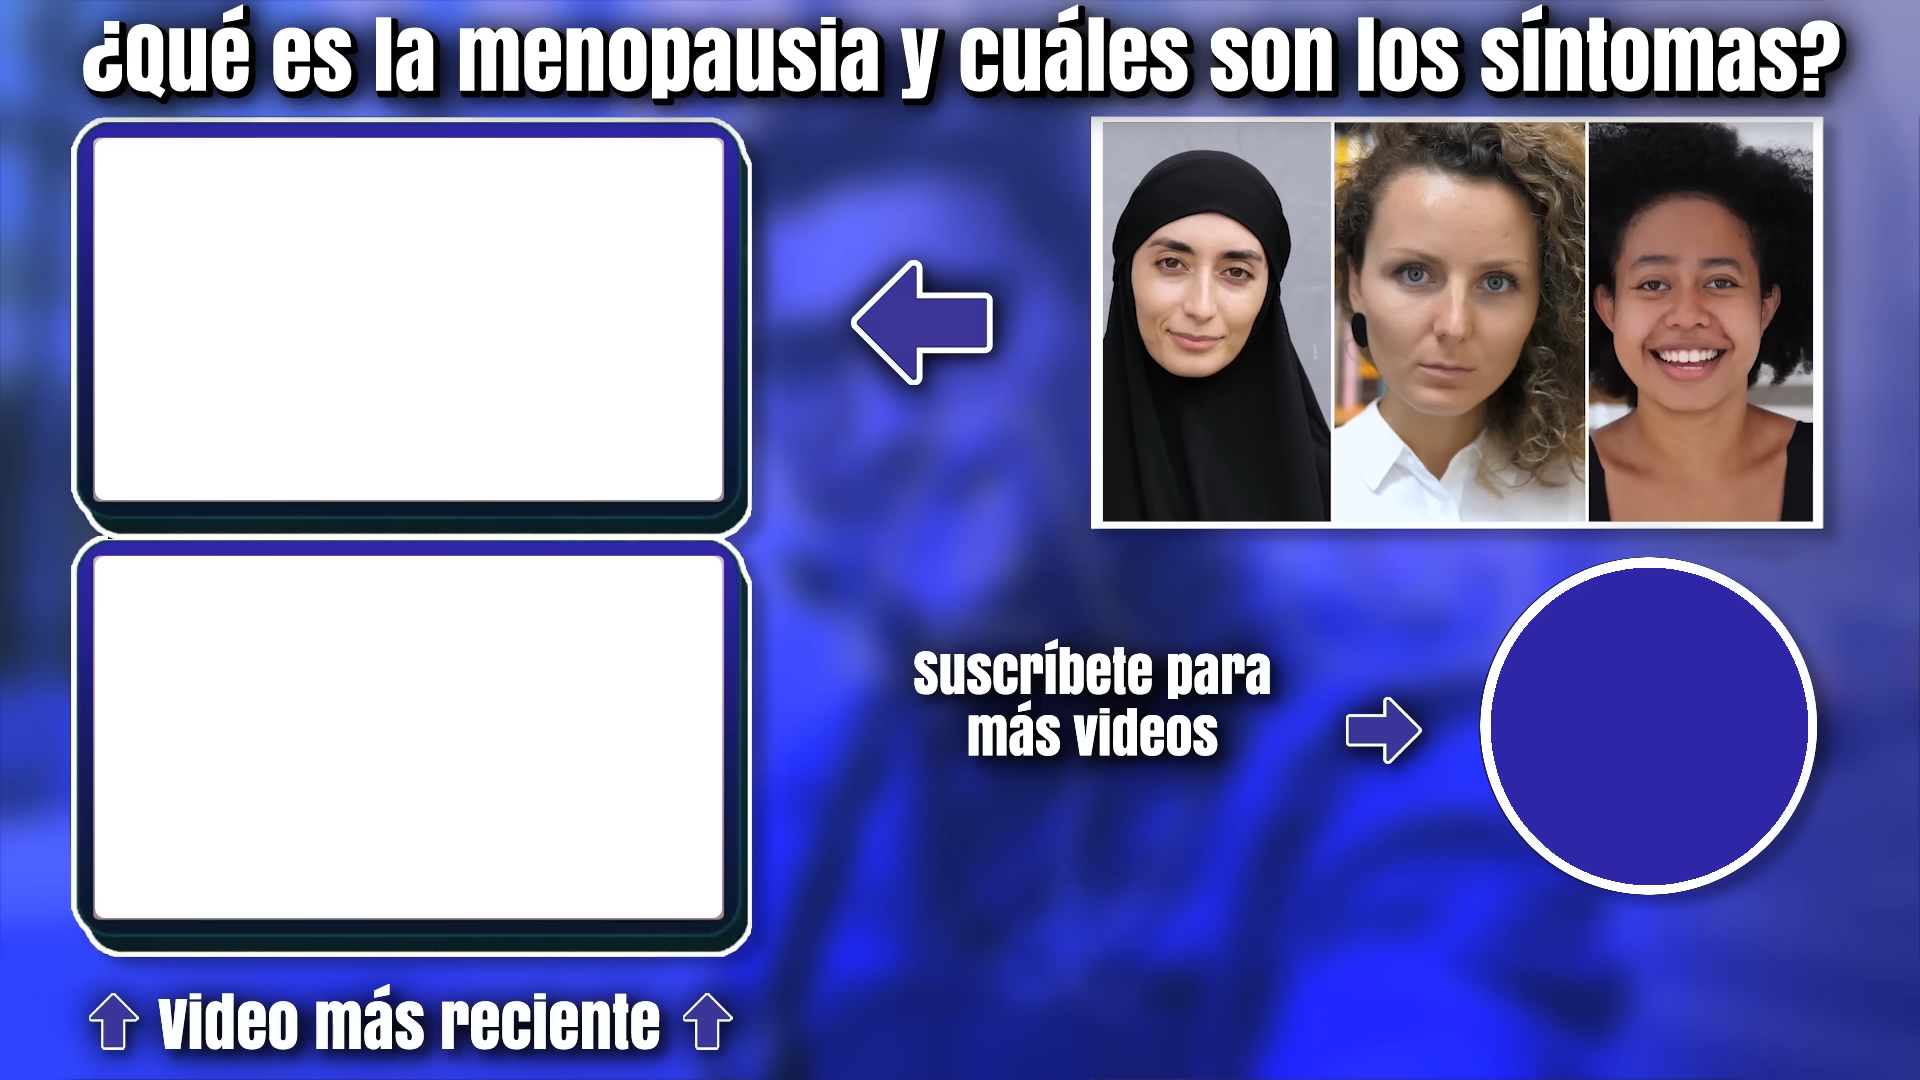 ¿Qué es la menopausia y cuáles son los síntomas?
Suscríbete para
más videos
Video más reciente